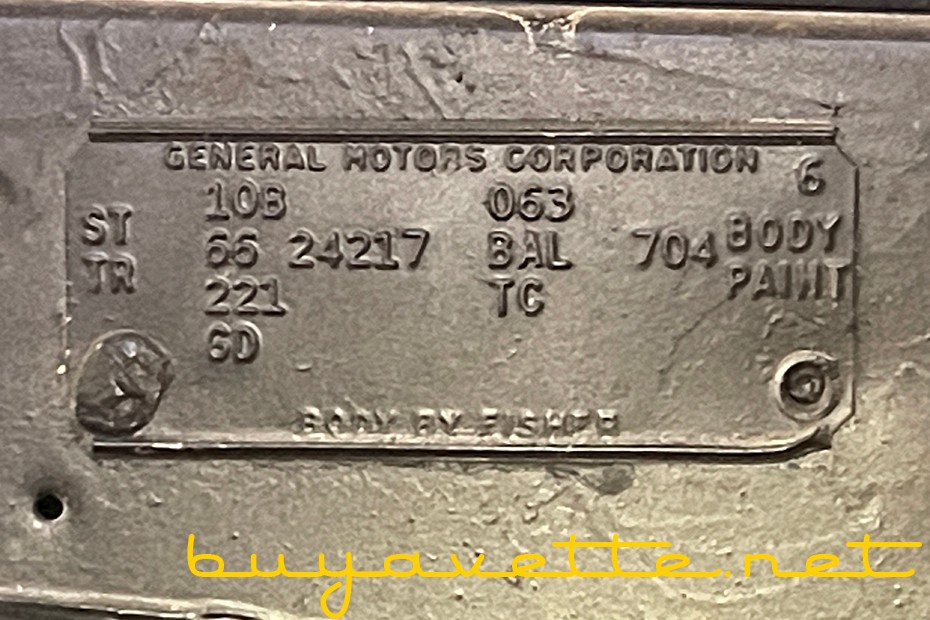 GENERAL MOTORS CORPORATION 6
10B 063
ST 66 24217 BAL 704 BODY
TR 221 TC PAINT
6D
BODY BY FISHER
buyavette.net